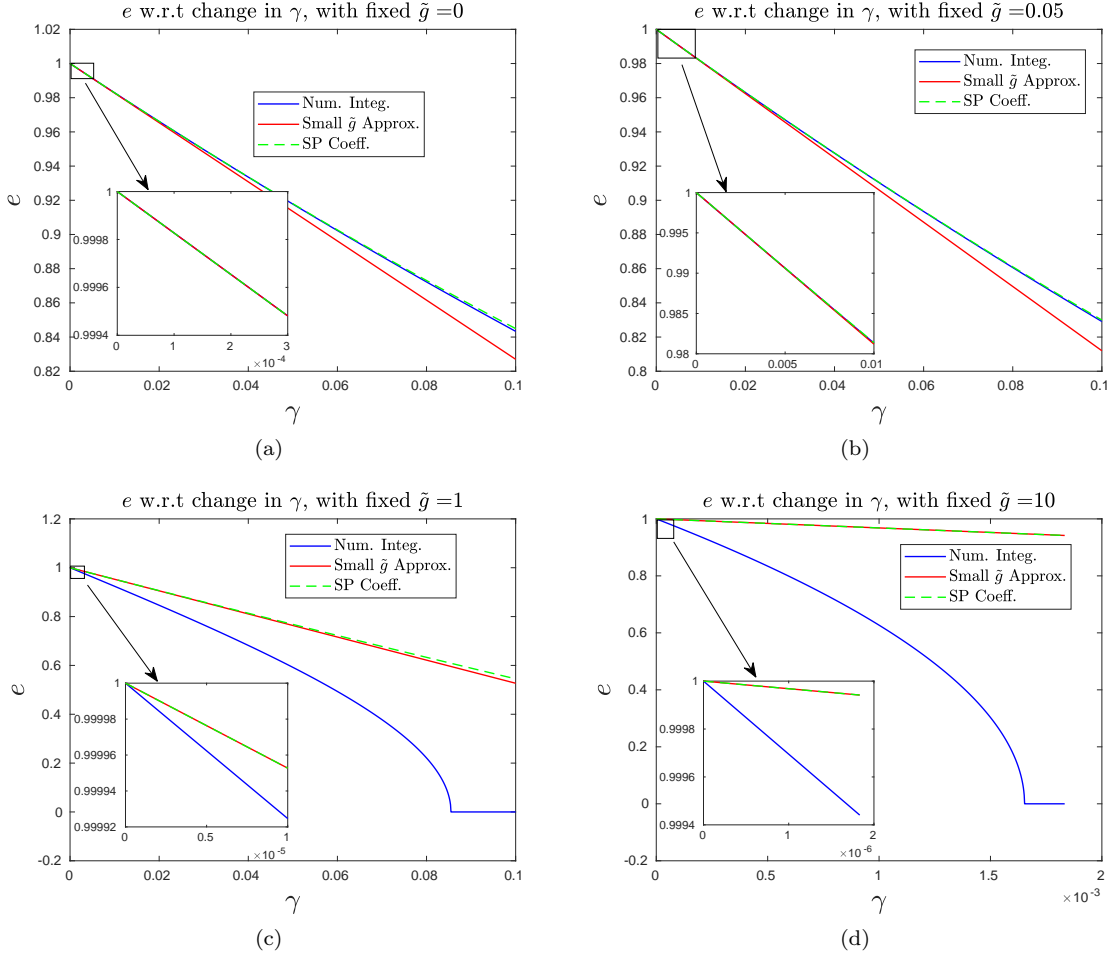 e w.r.t change in γ, with fixed g̃ =0
1.02
1
0.98
0.96
0.94
0.92
0.9
0.88
0.86
0.84
0.82
e
Num. Integ.
Small g̃ Approx.
SP Coeff.
1
0.9998
0.9996
0.9994
0 1 2 3
×10⁻⁴
0 0.02 0.04 0.06 0.08 0.1
γ
(a)
e w.r.t change in γ, with fixed g̃ =0.05
1
0.98
0.96
0.94
0.92
0.9
0.88
0.86
0.84
0.82
0.8
e
Num. Integ.
Small g̃ Approx.
SP Coeff.
1
0.995
0.99
0.985
0.98
0 0.005 0.01
0 0.02 0.04 0.06 0.08 0.1
γ
(b)
e w.r.t change in γ, with fixed g̃ =1
1.2
1
0.8
0.6
0.4
0.2
0
-0.2
e
Num. Integ.
Small g̃ Approx.
SP Coeff.
1
0.99998
0.99996
0.99994
0.99992
0 0.5 1
×10⁻⁵
0 0.02 0.04 0.06 0.08 0.1
γ
(c)
e w.r.t change in γ, with fixed g̃ =10
1
0.8
0.6
0.4
0.2
0
-0.2
e
Num. Integ.
Small g̃ Approx.
SP Coeff.
1
0.9998
0.9996
0.9994
0 1 2
×10⁻⁶
0 0.5 1 1.5 2
×10⁻³
γ
(d)